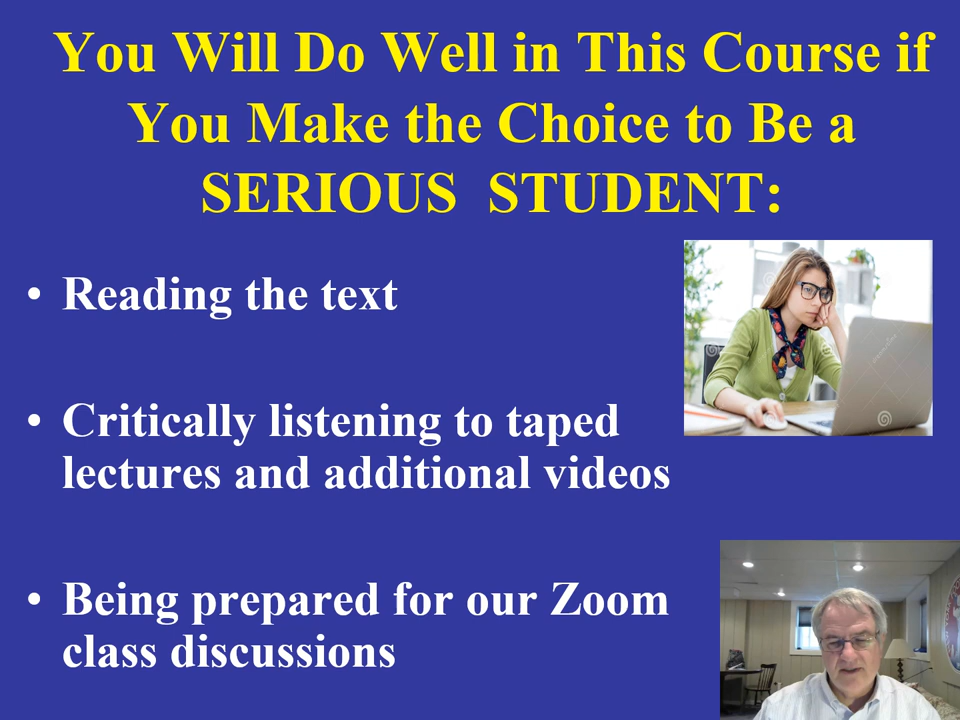 You Will Do Well in This Course if
You Make the Choice to Be a
SERIOUS STUDENT:
• Reading the text
• Critically listening to taped
lectures and additional videos
• Being prepared for our Zoom
class discussions